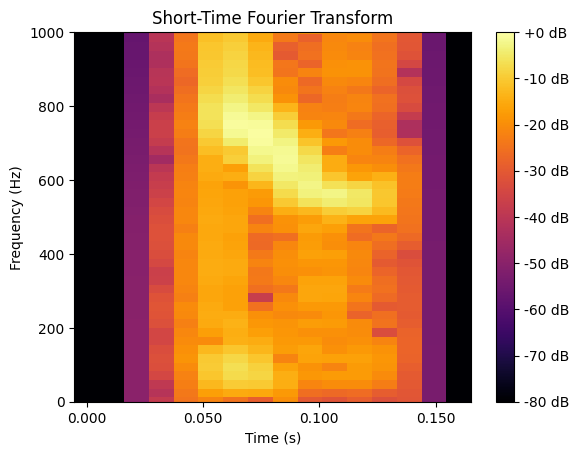 Short-Time Fourier Transform
1000
800
600
400
200
0
Frequency (Hz)
0.000
0.050
0.100
0.150
Time (s)
+0 dB
-10 dB
-20 dB
-30 dB
-40 dB
-50 dB
-60 dB
-70 dB
-80 dB